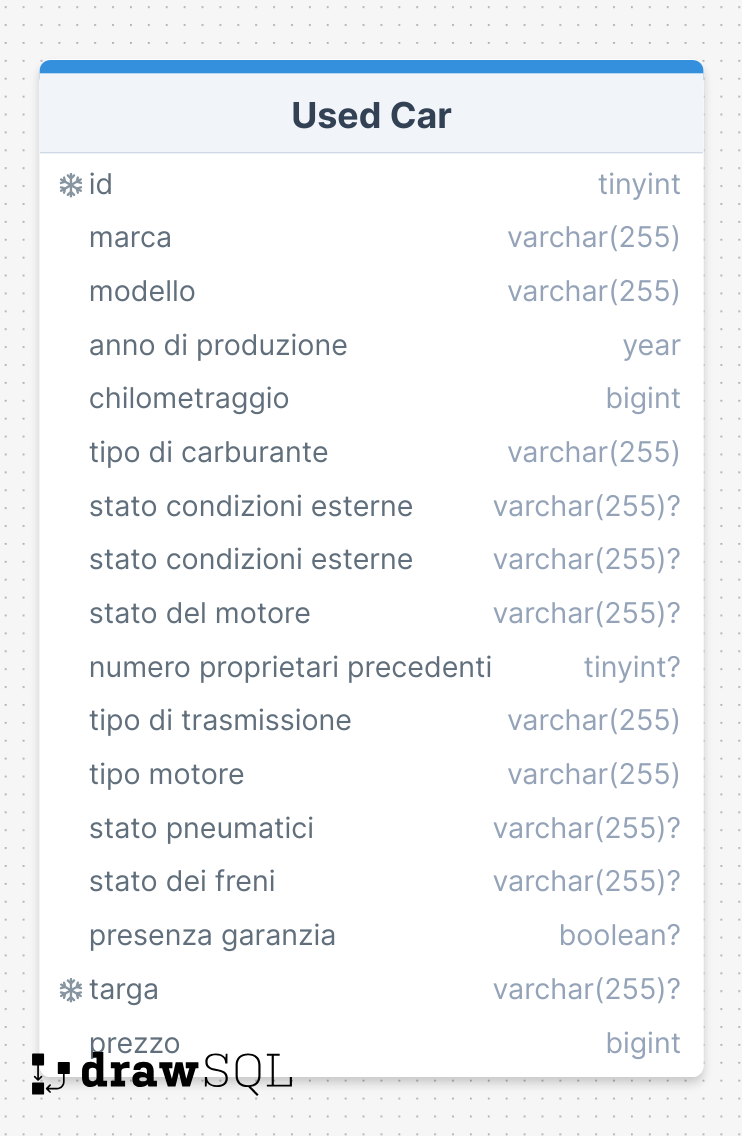 Used Car
id tinyint
marca varchar(255)
modello varchar(255)
anno di produzione year
chilometraggio bigint
tipo di carburante varchar(255)
stato condizioni esterne varchar(255)?
stato condizioni esterne varchar(255)?
stato del motore varchar(255)?
numero proprietari precedenti tinyint?
tipo di trasmissione varchar(255)
tipo motore varchar(255)
stato pneumatici varchar(255)?
stato dei freni varchar(255)?
presenza garanzia boolean?
targa varchar(255)?
prezzo bigint
drawSQL